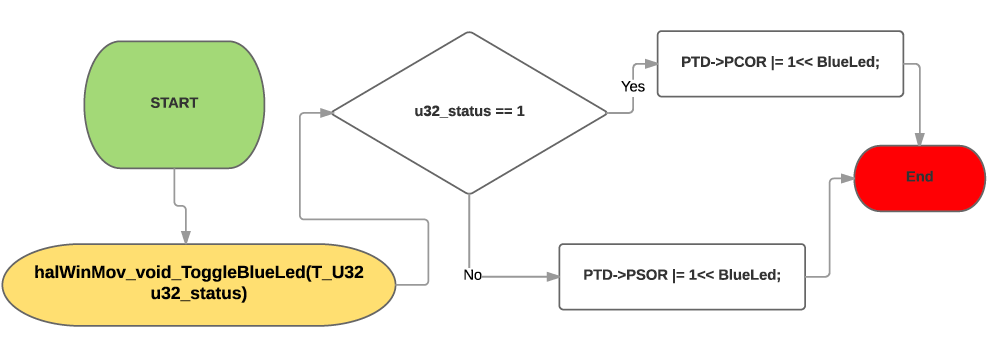 START
halWinMov_void_ToggleBlueLed(T_U32
u32_status)
u32_status == 1
Yes
PTD->PCOR |= 1<< BlueLed;
No
PTD->PSOR |= 1<< BlueLed;
End